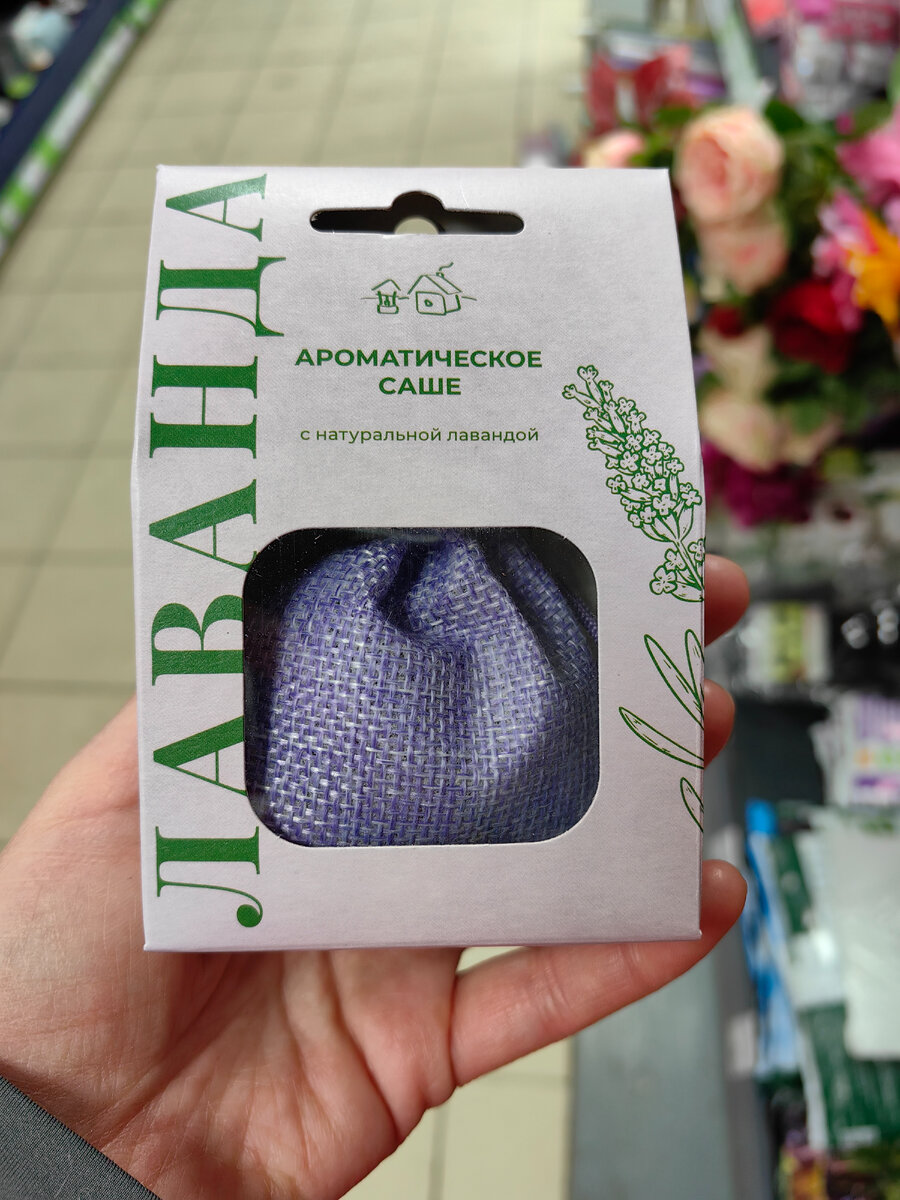 ЛАВАНДА
АРОМАТИЧЕСКОЕ
САШЕ
с натуральной лавандой